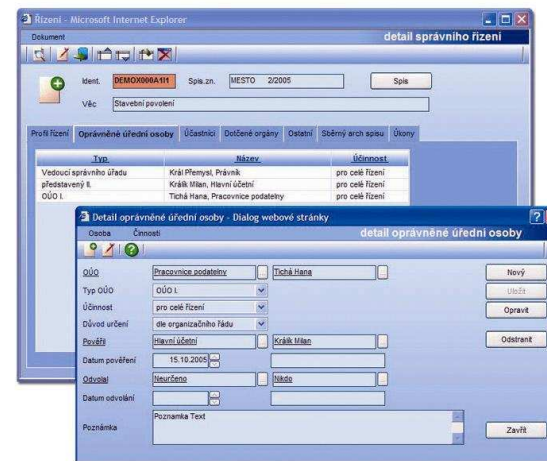 Řízení - Microsoft Internet Explorer
Dokument
detail správního řízení
Ident. DEMOX000A1I1 Spis.zn. MESTO 2/2005 Spis
Věc Stavební povolení
Profil řízení Oprávněné úřední osoby Účastníci Dotčené orgány Ostatní Sběrný arch spisu Úkony
Typ Název Účinnost
Vedoucí správního úřadu Král Přemysl, Právník pro celé řízení
představený II. Králík Milan, Hlavní účetní pro celé řízení
OÚO I. Tichá Hana, Pracovnice podatelny pro celé řízení
Detail oprávněné úřední osoby - Dialog webové stránky
Osoba Činnosti detail oprávněné úřední osoby
OÚO Pracovnice podatelny ... Tichá Hana ... Nový
Typ OÚO OÚO I. Uložit
Účinnost pro celé řízení Opravit
Důvod určení dle organizačního řádu
Pověřil Hlavní účetní ... Králík Milan ... Odstranit
Datum pověření 15.10.2005
Odvolal Neurčeno ... Nikdo ...
Datum odvolání
Poznámka Poznamka Text
Zavřít